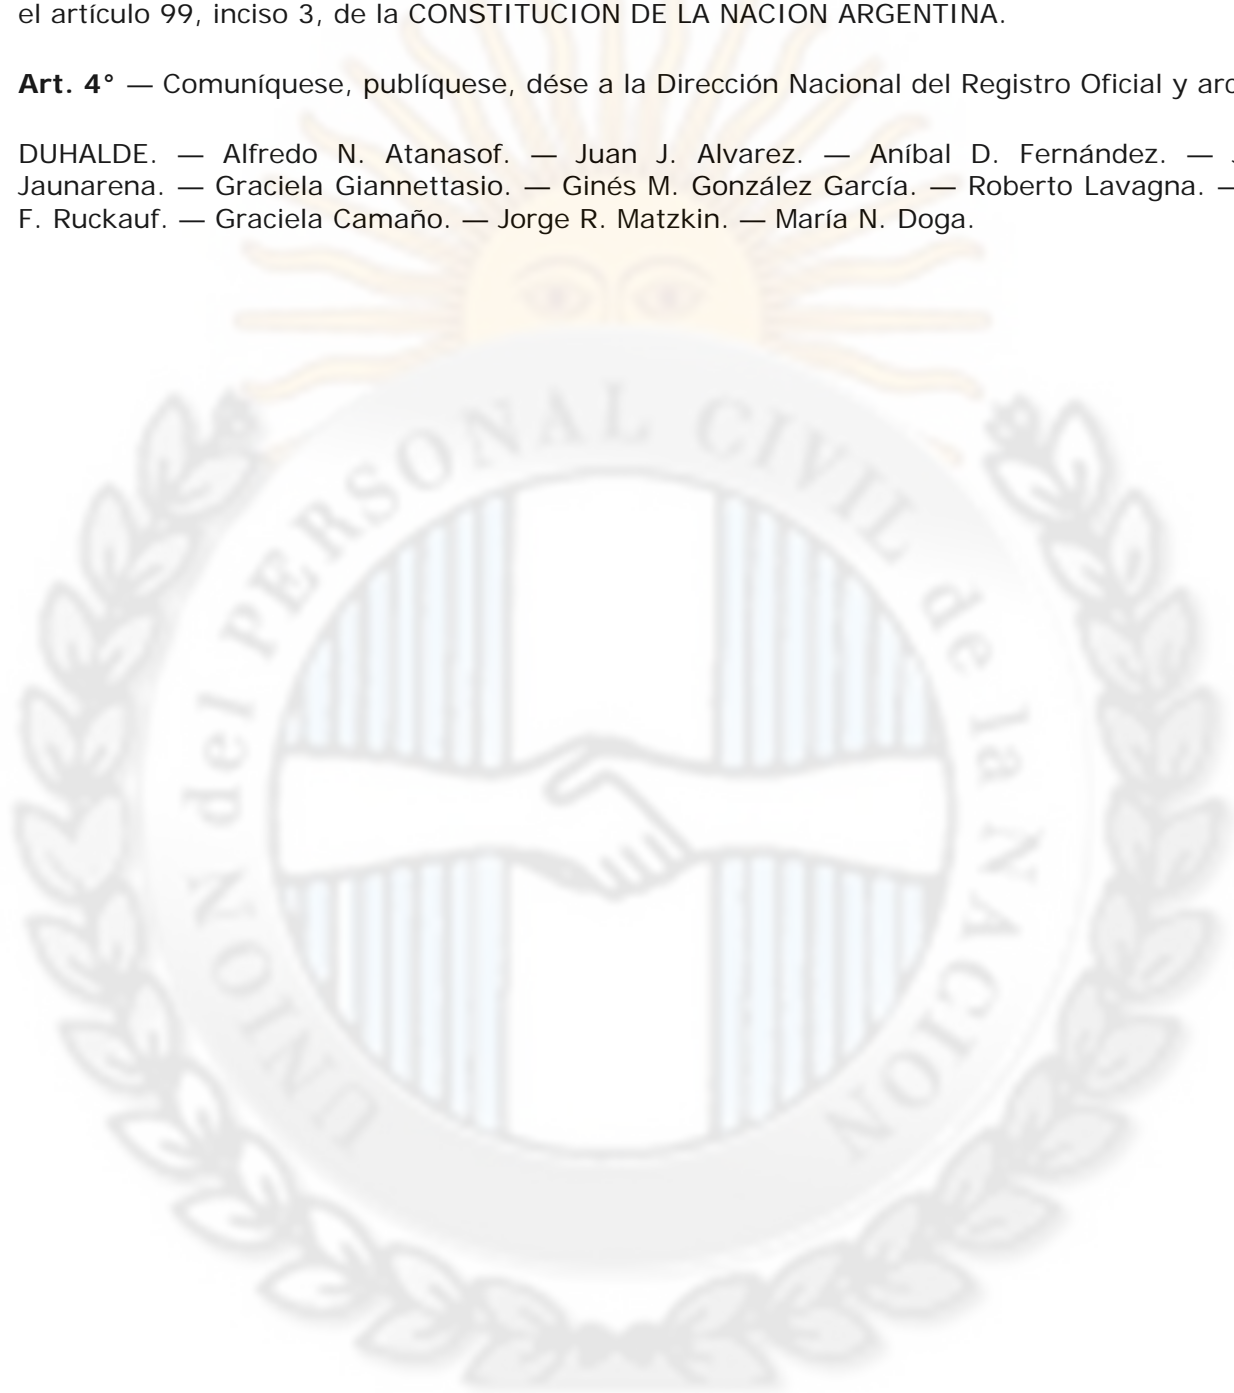 el artículo 99, inciso 3, de la CONSTITUCION DE LA NACION ARGENTINA.
Art. 4° — Comuníquese, publíquese, dése a la Dirección Nacional del Registro Oficial y
DUHALDE. — Alfredo N. Atanasof. — Juan J. Alvarez. — Aníbal D. Fernández. —
Jaunarena. — Graciela Giannettasio. — Ginés M. González García. — Roberto Lavagna. —
F. Ruckauf. — Graciela Camaño. — Jorge R. Matzkin. — María N. Doga.
UNION del PERSONAL CIVIL de la NACION